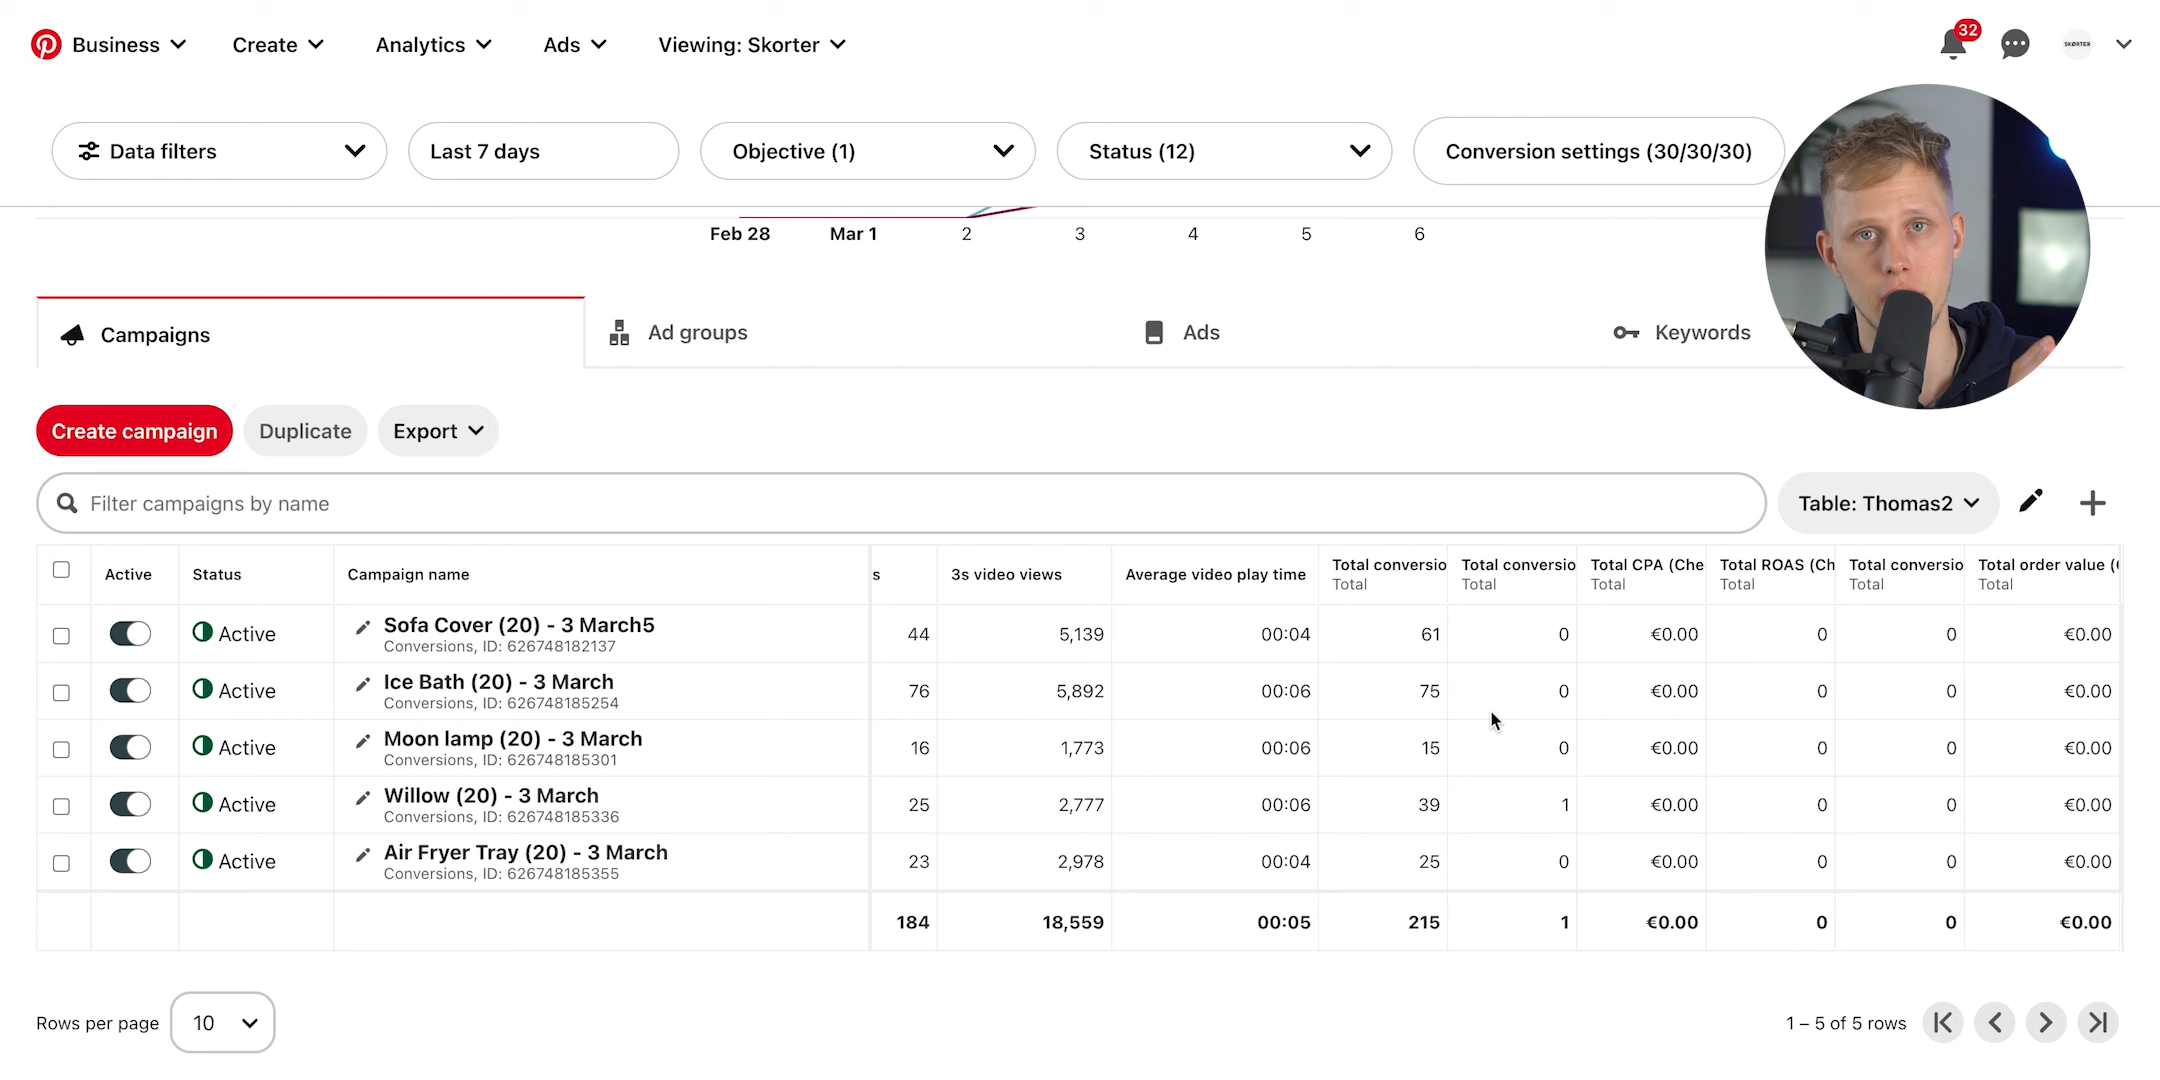 Business Create Analytics Ads Viewing: Skorter 32 SKØRTER
Data filters Last 7 days Objective (1) Status (12) Conversion settings (30/30/30)
Feb 28 Mar 1 2 3 4 5 6
Campaigns Ad groups Ads Keywords
Create campaign Duplicate Export
Filter campaigns by name Table: Thomas2
Active Status Campaign name s 3s video views Average video play time Total conversio Total conversio Total CPA (Che Total ROAS (Ch Total conversio Total order value (
Total Total Total Total Total Total
Active Sofa Cover (20) - 3 March5 44 5,139 00:04 61 0 €0.00 0 0 €0.00
Conversions, ID: 626748182137
Active Ice Bath (20) - 3 March 76 5,892 00:06 75 0 €0.00 0 0 €0.00
Conversions, ID: 626748185254
Active Moon lamp (20) - 3 March 16 1,773 00:06 15 0 €0.00 0 0 €0.00
Conversions, ID: 626748185301
Active Willow (20) - 3 March 25 2,777 00:06 39 1 €0.00 0 0 €0.00
Conversions, ID: 626748185336
Active Air Fryer Tray (20) - 3 March 23 2,978 00:04 25 0 €0.00 0 0 €0.00
Conversions, ID: 626748185355
184 18,559 00:05 215 1 €0.00 0 0 €0.00
Rows per page 10 1 – 5 of 5 rows